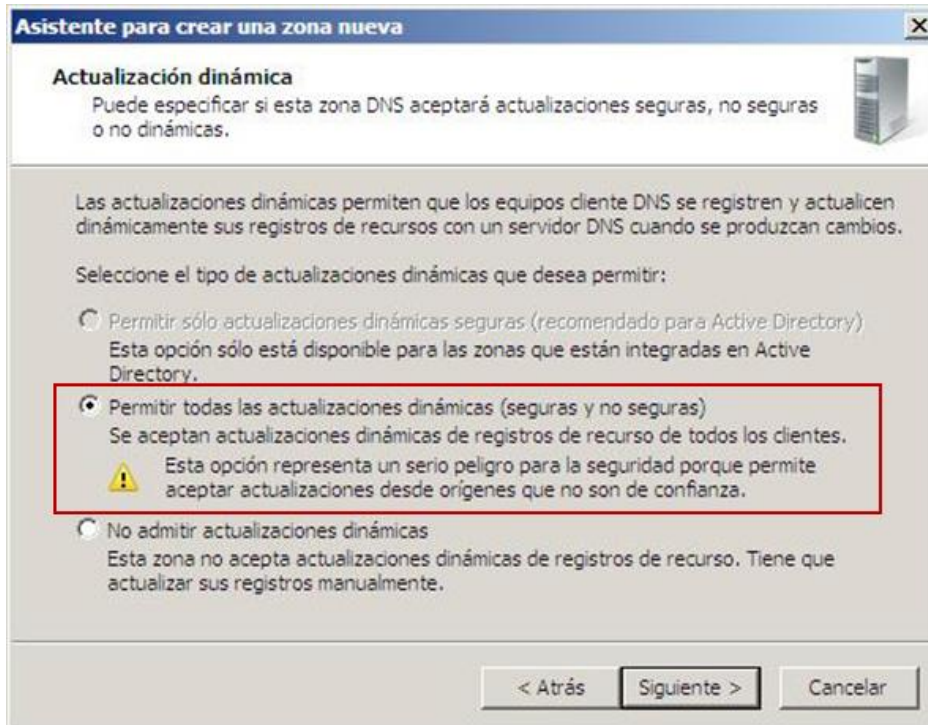 Asistente para crear una zona nueva
Actualización dinámica
Puede especificar si esta zona DNS aceptará actualizaciones seguras, no seguras
o no dinámicas.
Las actualizaciones dinámicas permiten que los equipos cliente DNS se registren y actualicen
dinámicamente sus registros de recursos con un servidor DNS cuando se produzcan cambios.
Seleccione el tipo de actualizaciones dinámicas que desea permitir:
Permitir sólo actualizaciones dinámicas seguras (recomendado para Active Directory)
Esta opción sólo está disponible para las zonas que están integradas en Active
Directory.
Permitir todas las actualizaciones dinámicas (seguras y no seguras)
Se aceptan actualizaciones dinámicas de registros de recurso de todos los clientes.
Esta opción representa un serio peligro para la seguridad porque permite
aceptar actualizaciones desde orígenes que no son de confianza.
No admitir actualizaciones dinámicas
Esta zona no acepta actualizaciones dinámicas de registros de recurso. Tiene que
actualizar sus registros manualmente.
< Atrás
Siguiente >
Cancelar